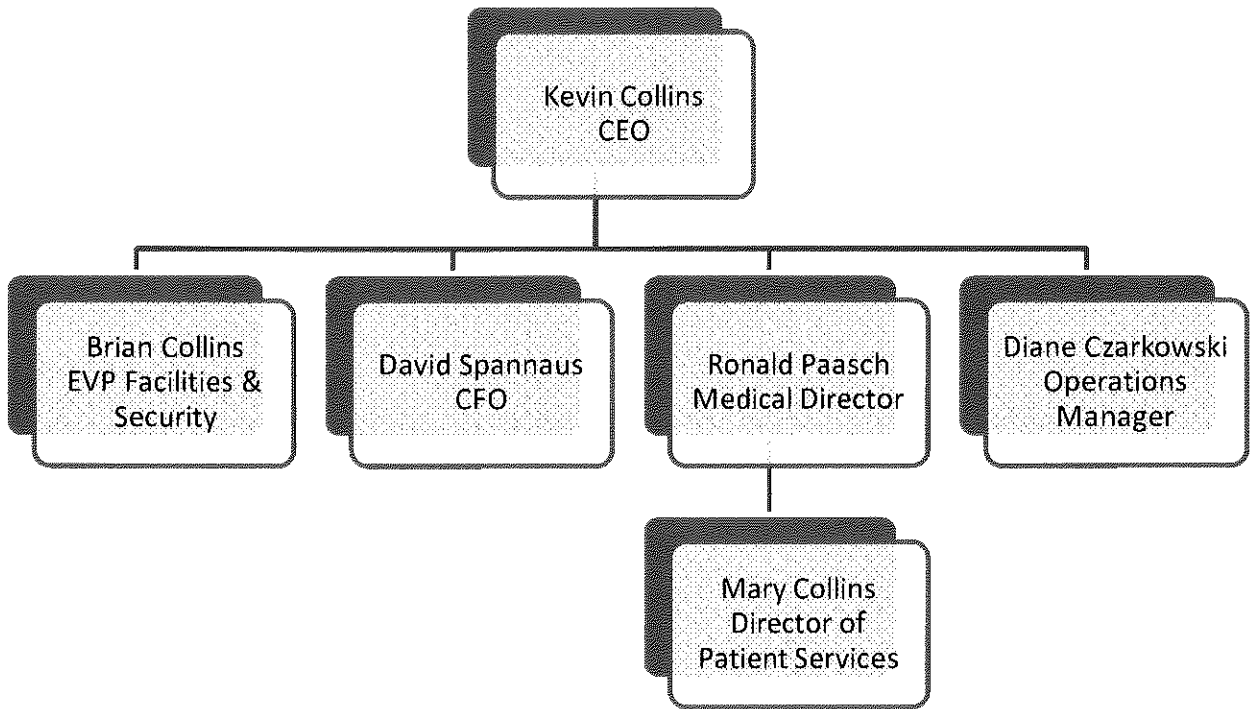 Kevin Collins
CEO
Brian Collins
EVP Facilities &
Security
David Spannaus
CFO
Ronald Paasch
Medical Director
Diane Czarkowski
Operations
Manager
Mary Collins
Director of
Patient Services